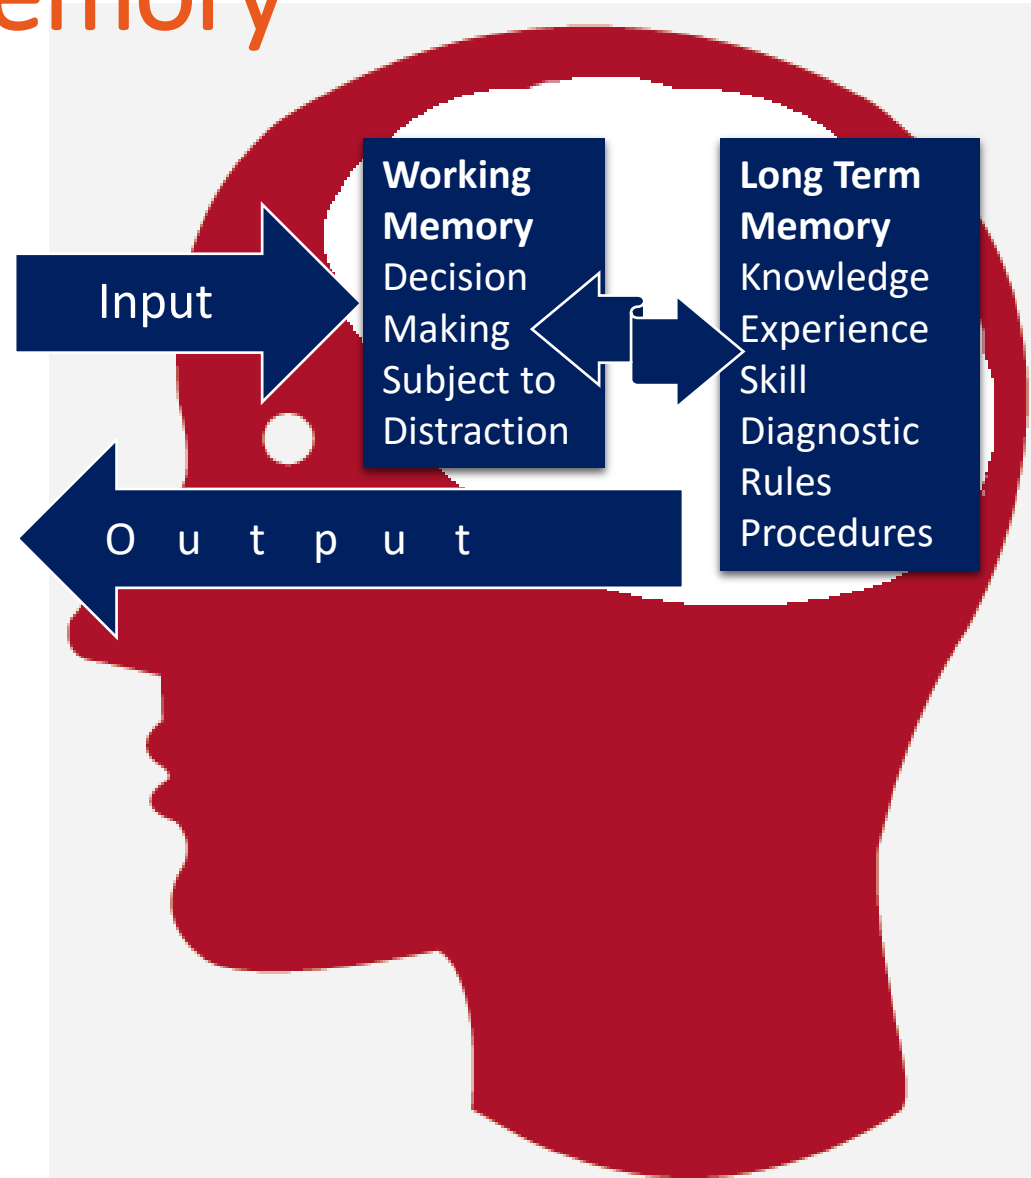 emory
Input
Working
Memory
Decision
Making
Subject to
Distraction
Long Term
Memory
Knowledge
Experience
Skill
Diagnostic
Rules
Procedures
O u t p u t